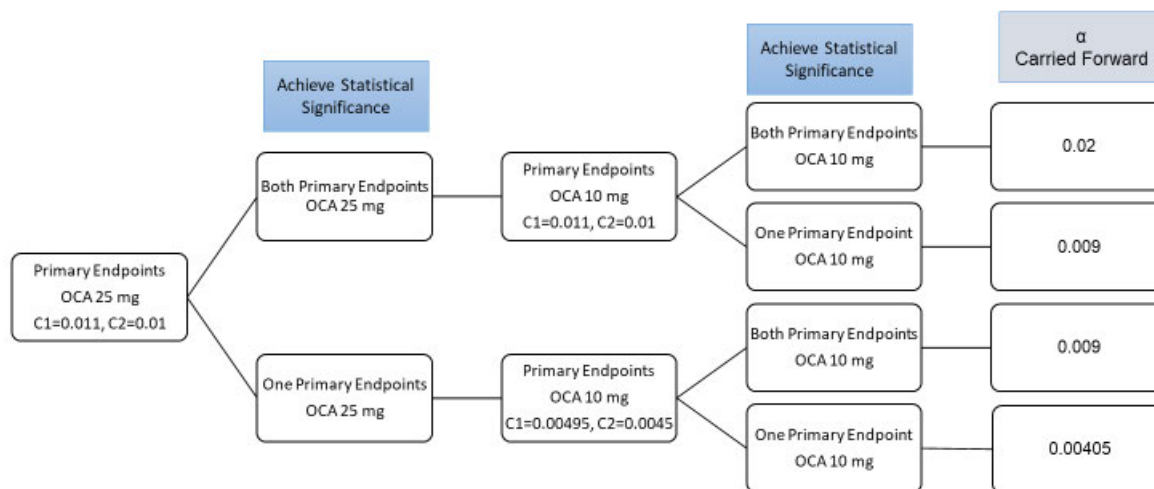 Achieve Statistical
Significance
Achieve Statistical
Significance
α
Carried Forward
Primary Endpoints
OCA 25 mg
C1=0.011, C2=0.01
Both Primary Endpoints
OCA 25 mg
Primary Endpoints
OCA 10 mg
C1=0.011, C2=0.01
Both Primary Endpoints
OCA 10 mg
0.02
One Primary Endpoint
OCA 10 mg
0.009
One Primary Endpoints
OCA 25 mg
Primary Endpoints
OCA 10 mg
C1=0.00495, C2=0.0045
Both Primary Endpoints
OCA 10 mg
0.009
One Primary Endpoint
OCA 10 mg
0.00405